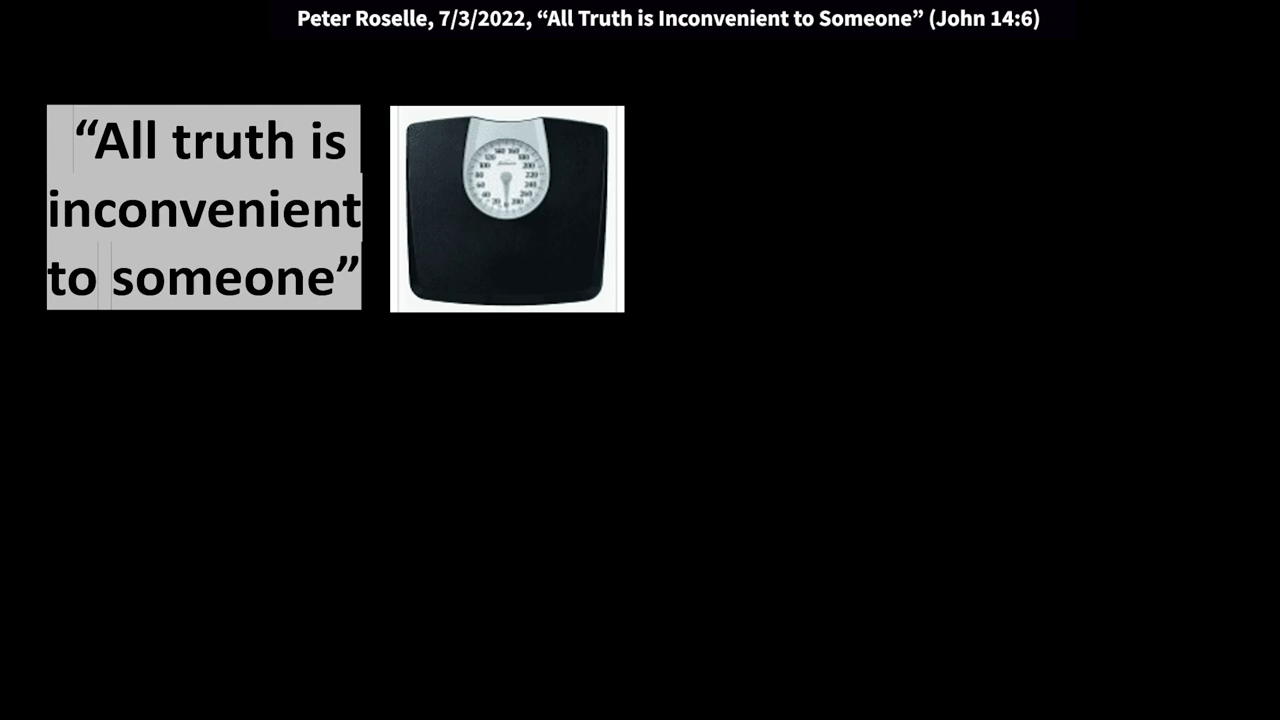 Peter Roselle, 7/3/2022, “All Truth is Inconvenient to Someone” (John 14:6)
“All truth is
inconvenient
to someone”